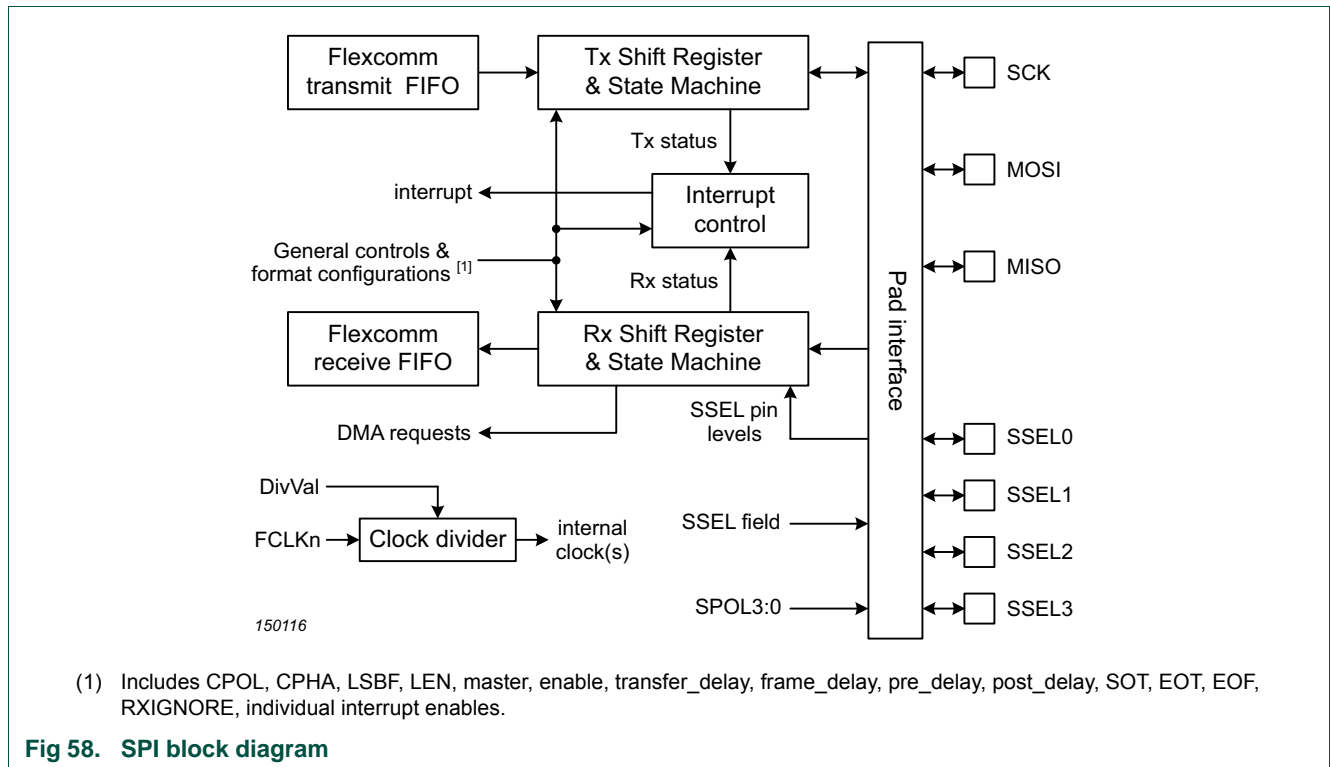 Flexcomm
transmit FIFO
Tx Shift Register
& State Machine
SCK
Tx status
MOSI
interrupt
Interrupt
control
General controls &
format configurations [1]
Rx status
MISO
Pad interface
Flexcomm
receive FIFO
Rx Shift Register
& State Machine
DMA requests
SSEL pin
levels
SSEL0
DivVal
SSEL1
SSEL field
FCLKn
Clock divider
internal
clock(s)
SSEL2
SPOL3:0
SSEL3
150116
(1) Includes CPOL, CPHA, LSBF, LEN, master, enable, transfer_delay, frame_delay, pre_delay, post_delay, SOT, EOT, EOF,
RXIGNORE, individual interrupt enables.
Fig 58. SPI block diagram